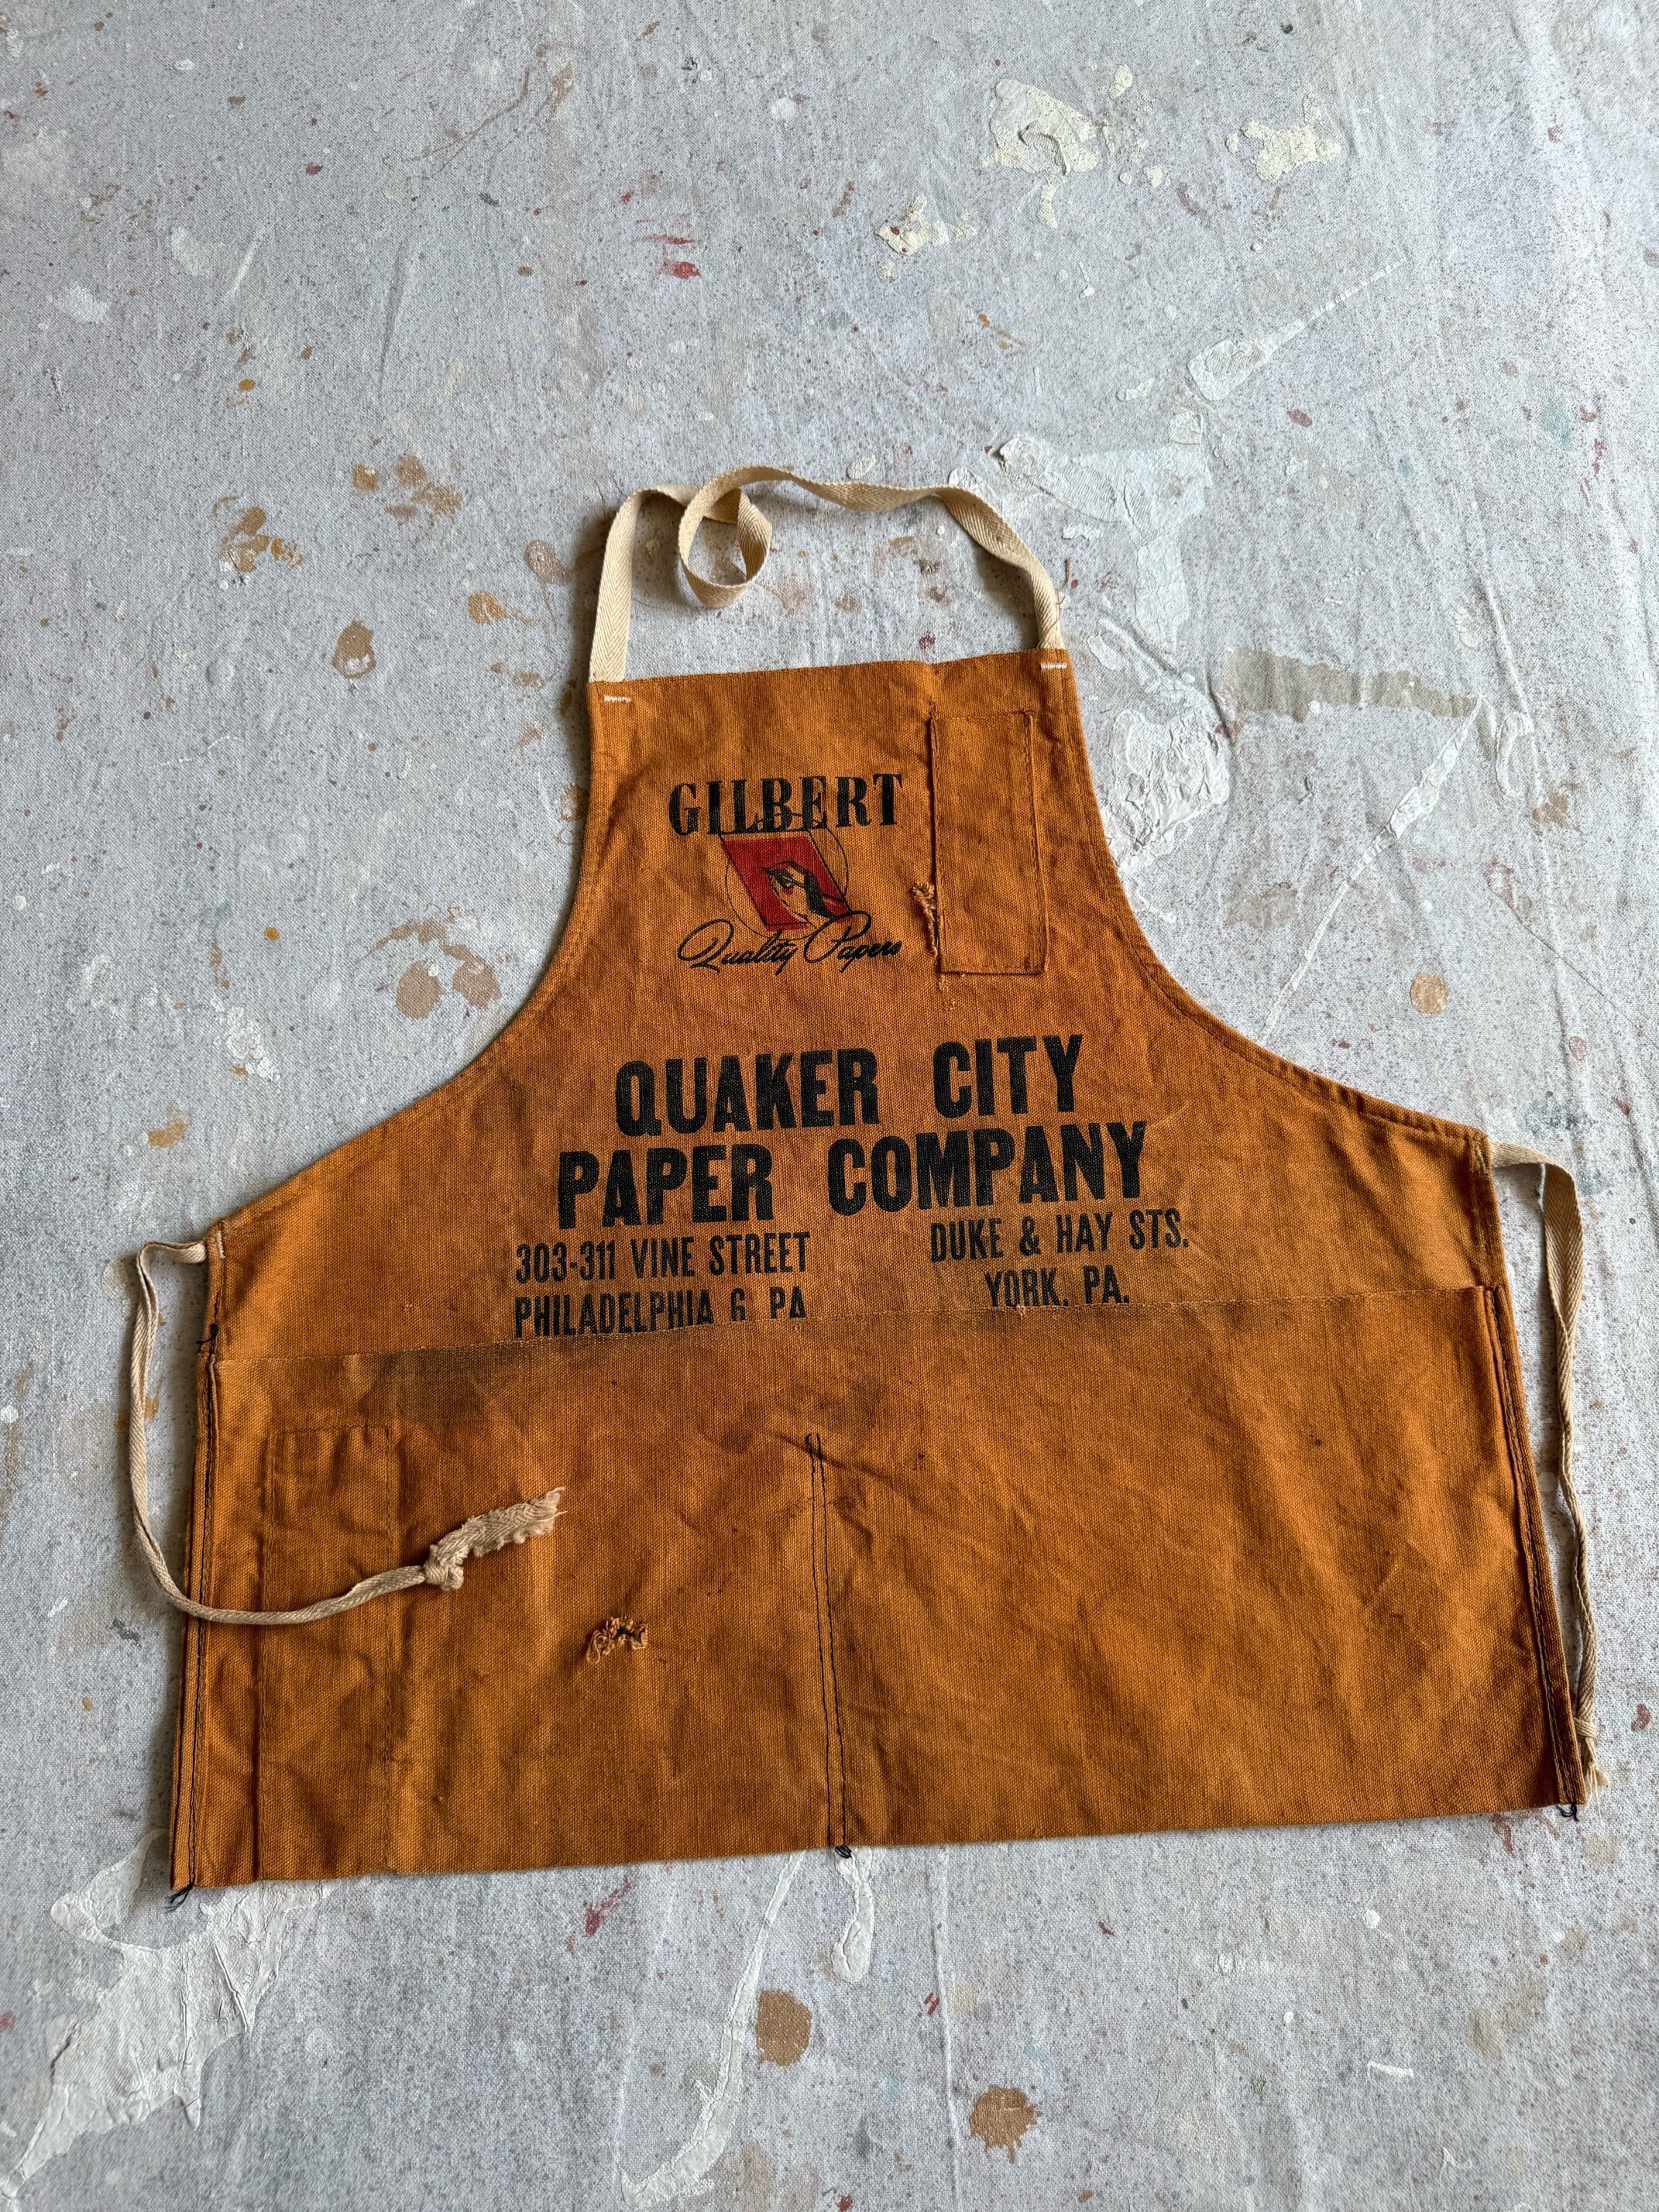 GILBERT
Quality Papers
QUAKER CITY
PAPER COMPANY
303-311 VINE STREET
PHILADELPHIA 6, PA
DUKE & HAY STS.
YORK, PA.